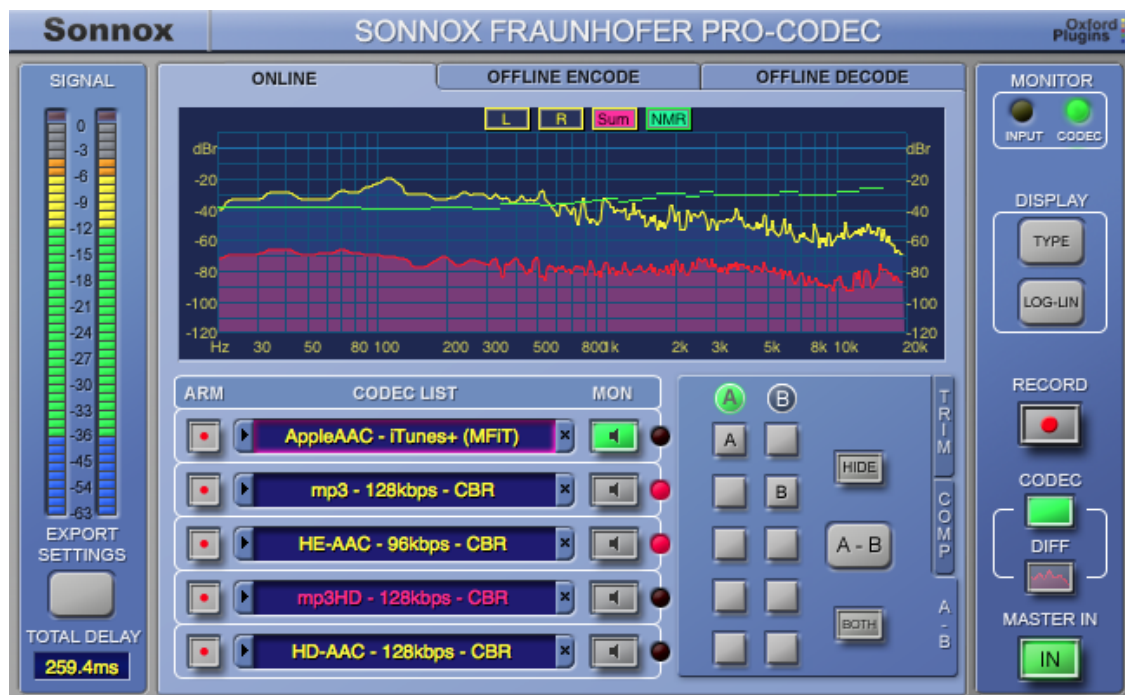 Sonnox
SONNOX FRAUNHOFER PRO-CODEC
Oxford
Plugins
SIGNAL
0
-3
-6
-9
-12
-15
-18
-21
-24
-27
-30
-33
-36
-45
-54
-63
EXPORT
SETTINGS
TOTAL DELAY
259.4ms
ONLINE
OFFLINE ENCODE
OFFLINE DECODE
L R Sum NMR
dBr dBr
-20 -20
-40 -40
-60 -60
-80 -80
-100 -100
-120 -120
Hz 30 50 80 100 200 300 500 800 1k 2k 3k 5k 8k 10k 20k
ARM CODEC LIST MON
AppleAAC - iTunes+ (MFiT) ×
mp3 - 128kbps - CBR ×
HE-AAC - 96kbps - CBR ×
mp3HD - 128kbps - CBR ×
HD-AAC - 128kbps - CBR ×
A B
A
B
HIDE
A - B
BOTH
TRIM
COMP
A-B
MONITOR
INPUT CODEC
DISPLAY
TYPE
LOG-LIN
RECORD
CODEC
DIFF
MASTER IN
IN